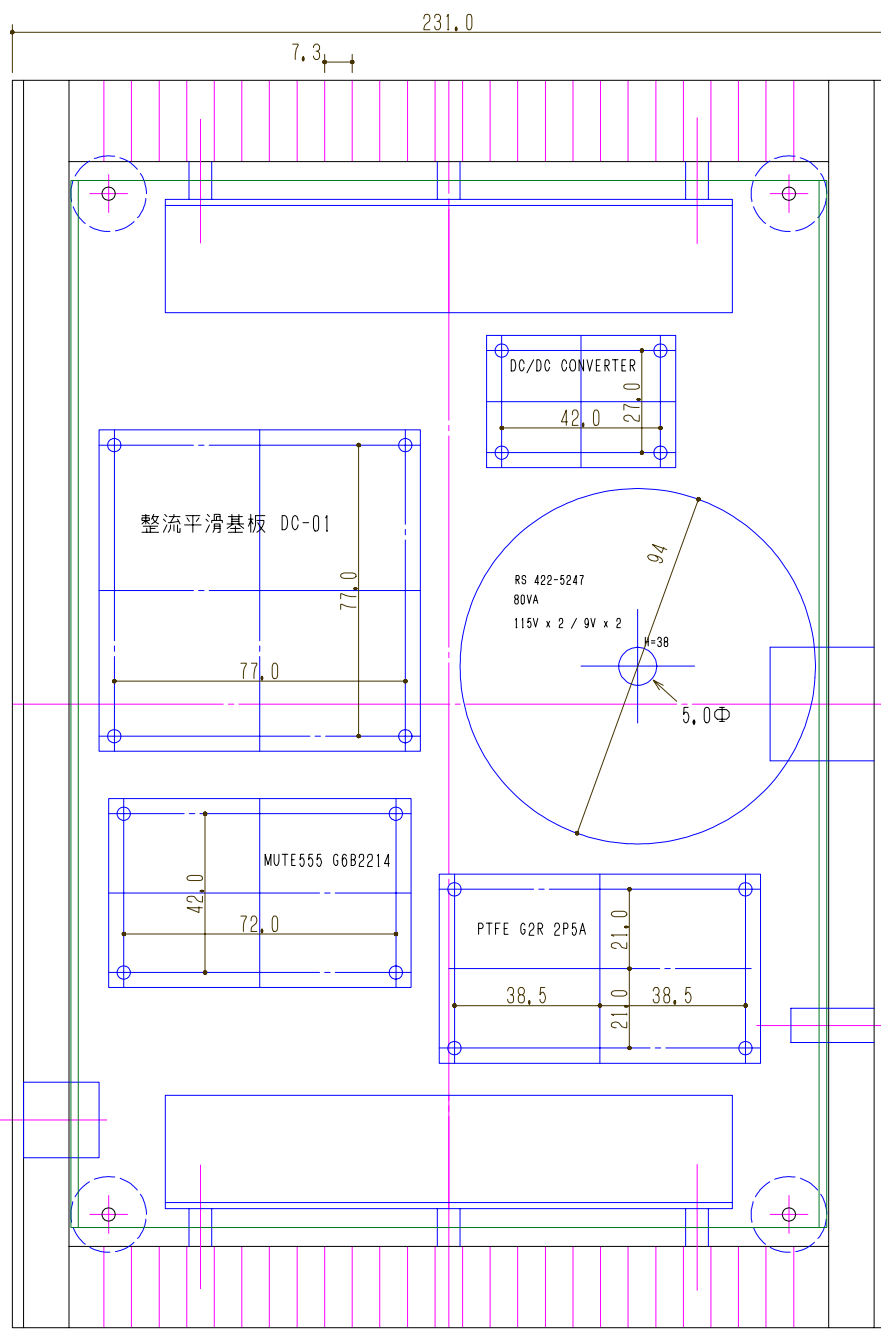 231.0
7.3
DC/DC CONVERTER
42.0
27.0
整流平滑基板 DC-01
77.0
77.0
94
RS 422-5247
80VA
115V x 2 / 9V x 2
H=38
5.0Φ
MUTE555 G6B2214
42.0
72.0
PTFE G2R 2P5A
21.0
38.5
38.5
21.0